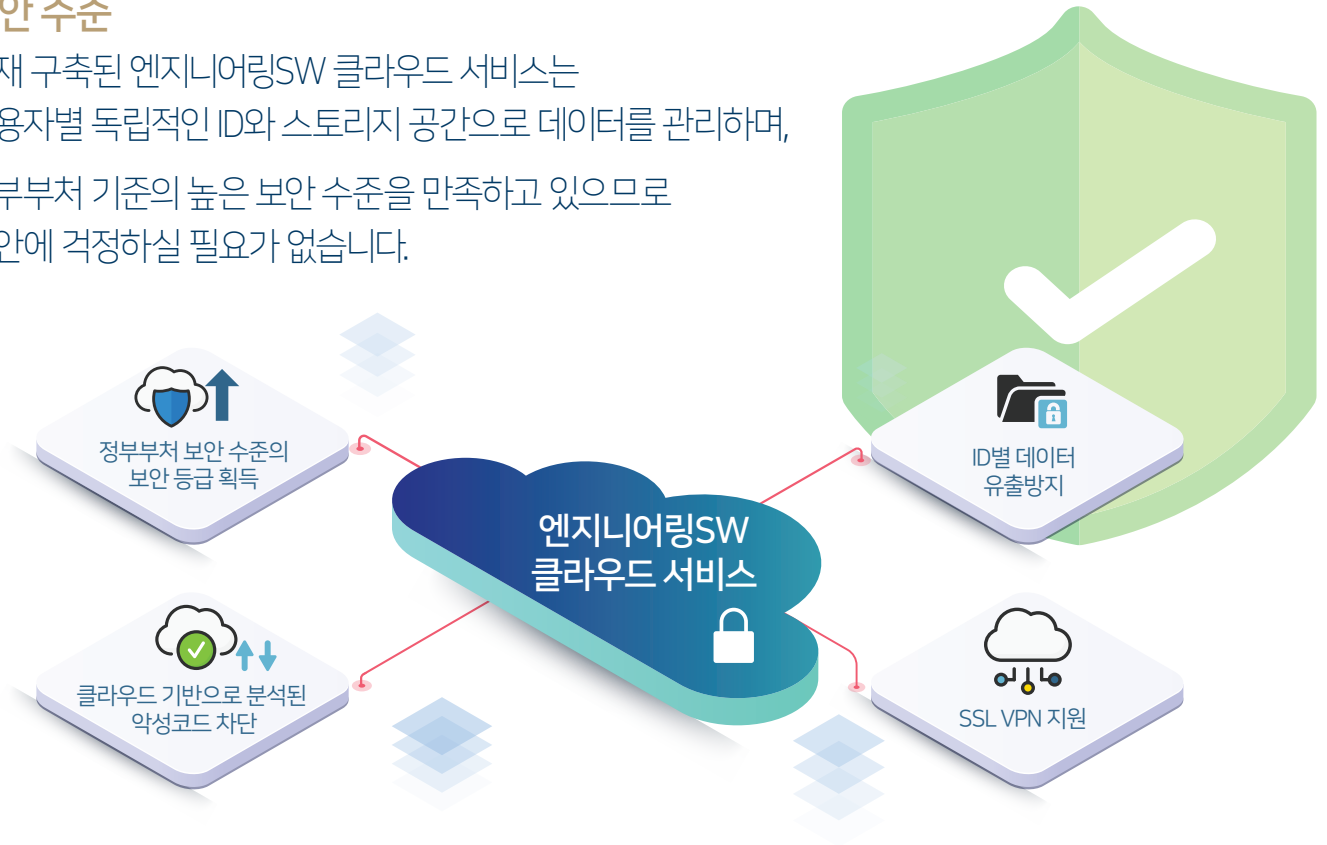 안 수준
재 구축된 엔지니어링SW 클라우드 서비스는
용자별 독립적인 ID와 스토리지 공간으로 데이터를 관리하며,
부부처 기준의 높은 보안 수준을 만족하고 있으므로
안에 걱정하실 필요가 없습니다.
정부부처 보안 수준의
보안 등급 획득
ID별 데이터
유출방지
엔지니어링SW
클라우드 서비스
클라우드 기반으로 분석된
악성코드 차단
SSL VPN 지원